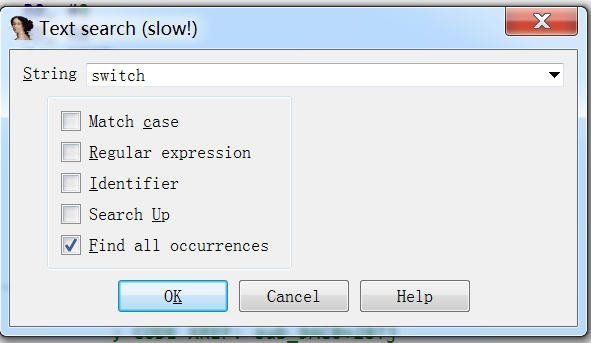 Text search (slow!)
String switch
Match case
Regular expression
Identifier
Search Up
Find all occurrences
OK Cancel Help